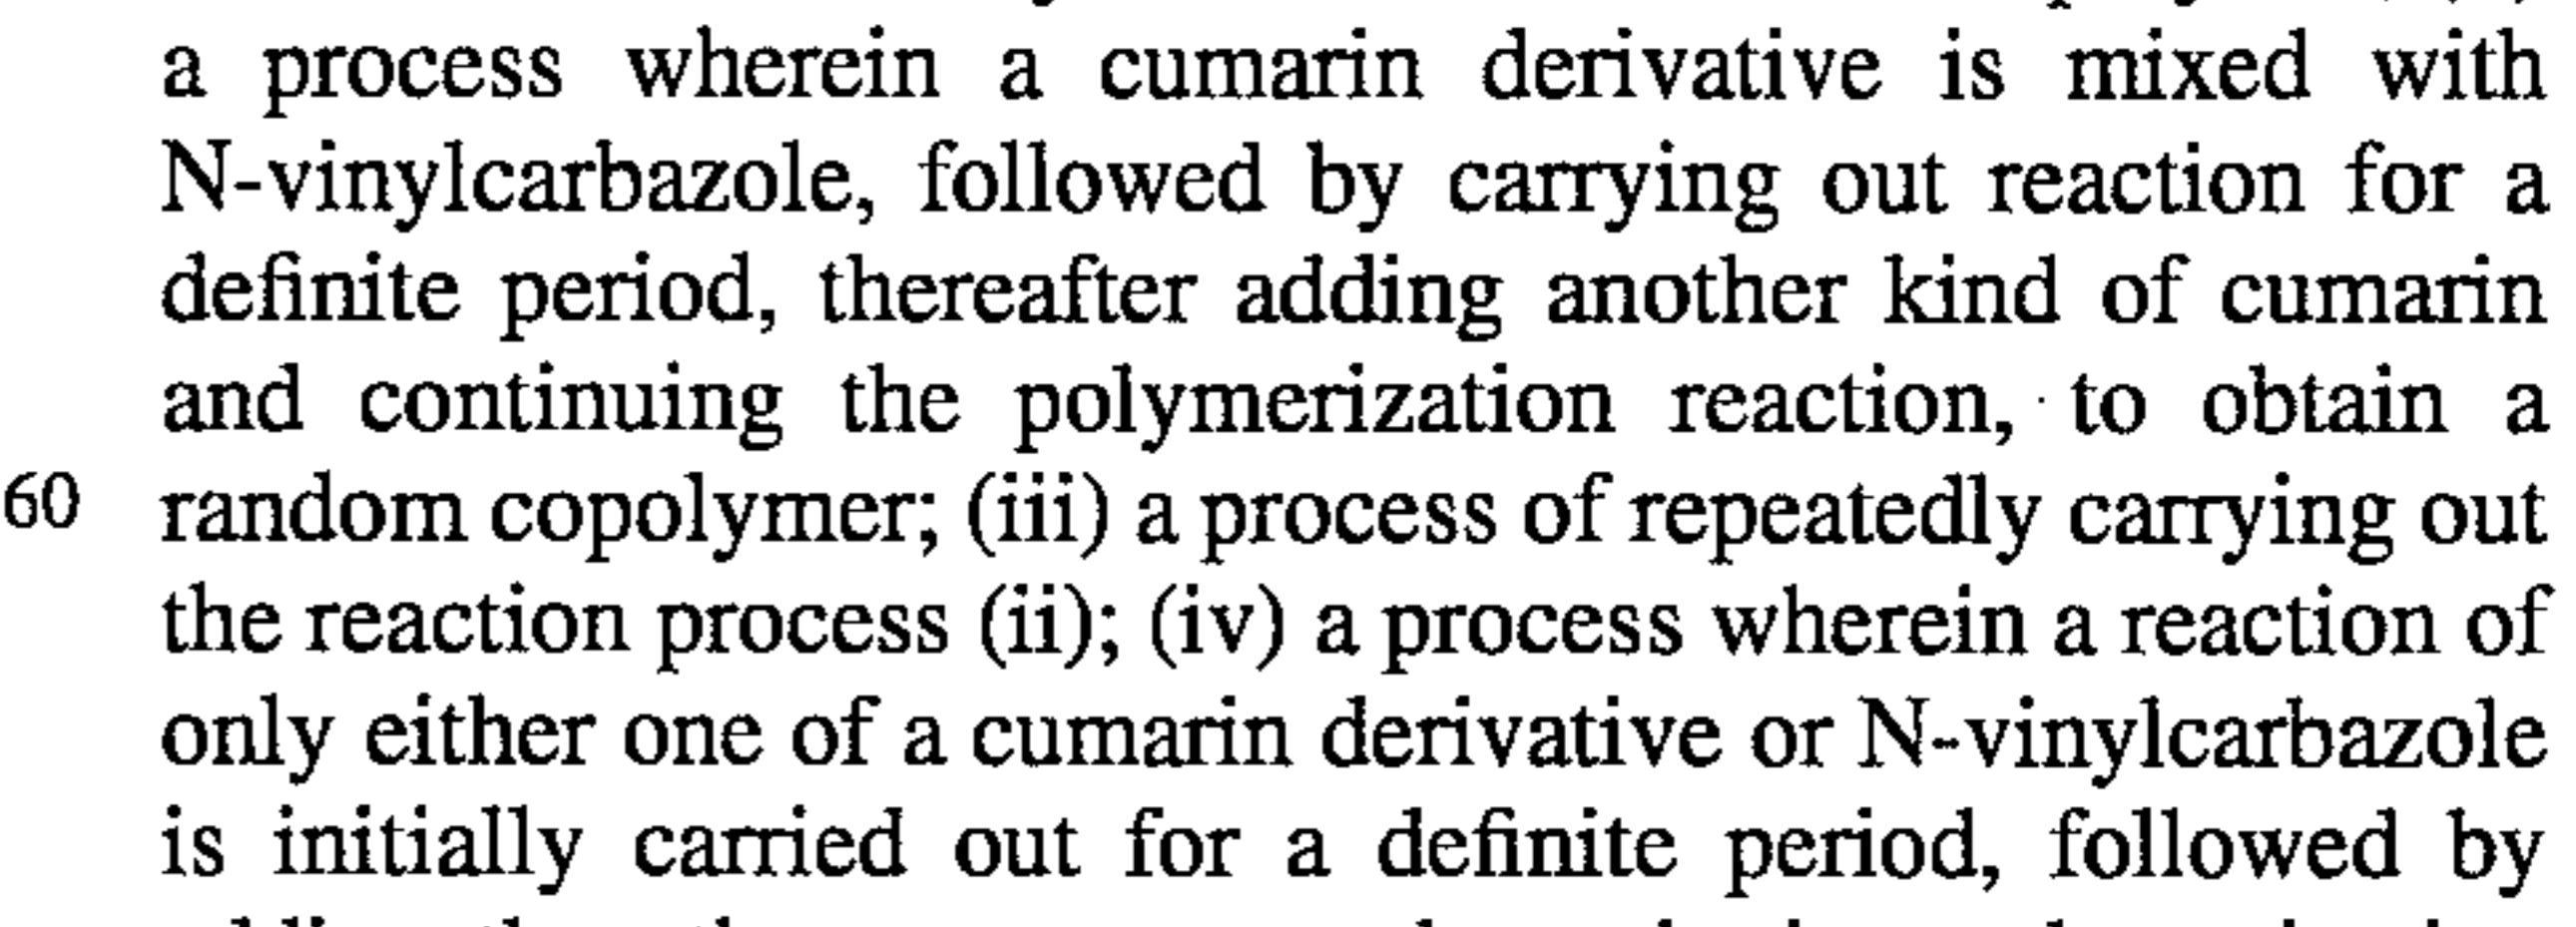 a process wherein a cumarin derivative is mixed with
N-vinylcarbazole, followed by carrying out reaction for a
definite period, thereafter adding another kind of cumarin
and continuing the polymerization reaction, to obtain a
60 random copolymer; (iii) a process of repeatedly carrying out
the reaction process (ii); (iv) a process wherein a reaction of
only either one of a cumarin derivative or N-vinylcarbazole
is initially carried out for a definite period, followed by